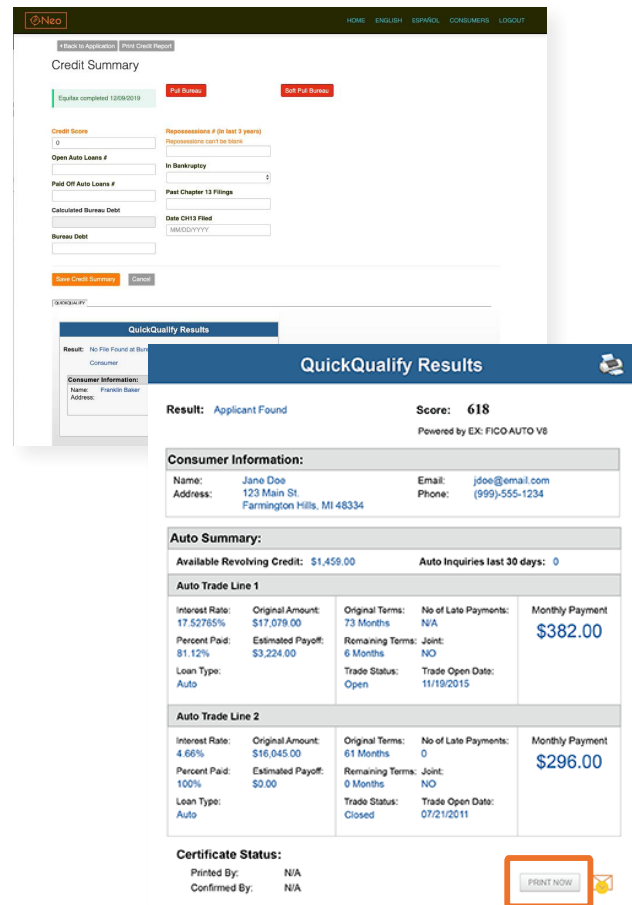 Neo
HOME ENGLISH ESPAÑOL CONSUMERS LOGOUT
Back to Application Print Credit Report
Credit Summary
Equifax completed 12/09/2019 Pull Bureau Soft Pull Bureau
Credit Score Repossessions # (in last 3 years)
0 Repossessions can't be blank
Open Auto Loans #
In Bankruptcy
Paid Off Auto Loans #
Past Chapter 13 Filings
Calculated Bureau Debt
Date CH13 Filed
MM/DD/YYYY
Bureau Debt
Save Credit Summary Cancel
QUICKQUALIFY
QuickQualify Results
Result: No File Found at Bure
Consumer
Consumer Information:
Name: Franklin Baker
Address:
QuickQualify Results
Result: Applicant Found Score: 618
Powered by EX: FICO AUTO V8
Consumer Information:
Name: Jane Doe Email: jdoe@email.com
Address: 123 Main St. Phone: (999)-555-1234
Farmington Hills, MI 48334
Auto Summary:
Available Revolving Credit: $1,459.00 Auto Inquiries last 30 days: 0
Auto Trade Line 1
Interest Rate: Original Amount: Original Terms: No of Late Payments: Monthly Payment
17.52765% $17,079.00 73 Months N/A $382.00
Percent Paid: Estimated Payoff: Remaining Terms: Joint:
81.12% $3,224.00 6 Months NO
Loan Type: Trade Status: Trade Open Date:
Auto Open 11/19/2015
Auto Trade Line 2
Interest Rate: Original Amount: Original Terms: No of Late Payments: Monthly Payment
4.66% $16,045.00 61 Months 0 $296.00
Percent Paid: Estimated Payoff: Remaining Terms: Joint:
100% $0.00 0 Months NO
Loan Type: Trade Status: Trade Open Date:
Auto Closed 07/21/2011
Certificate Status:
Printed By: N/A
Confirmed By: N/A
PRINT NOW